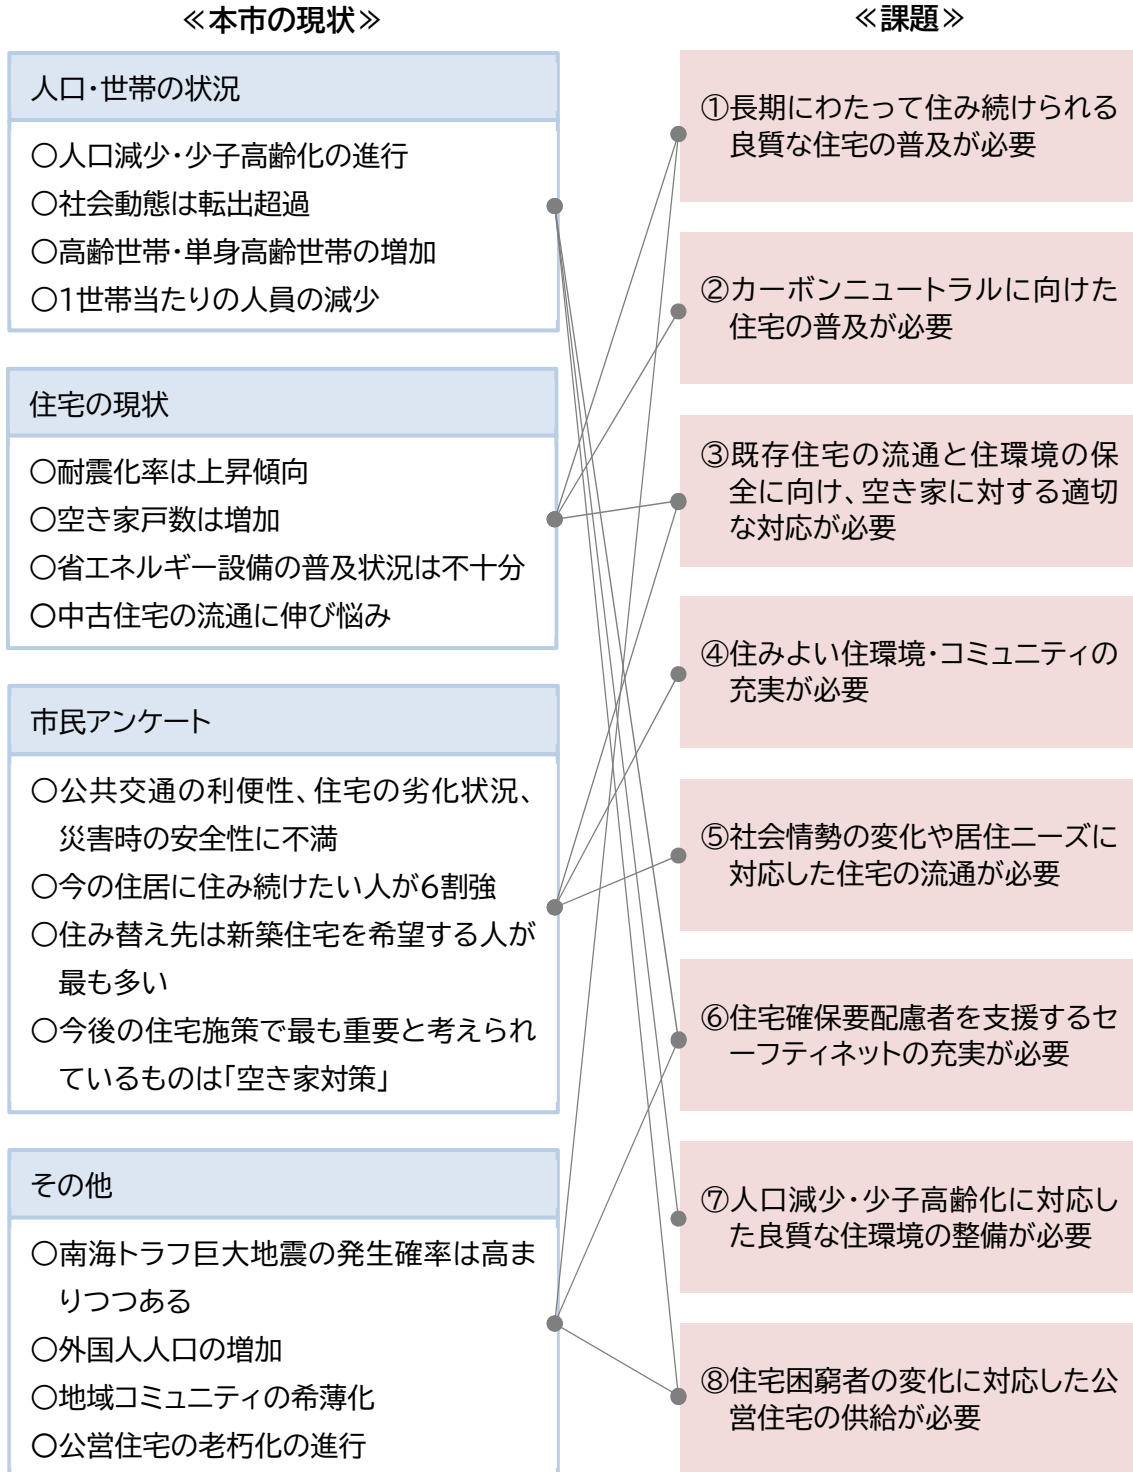 ≪本市の現状≫
人口・世帯の状況
〇人口減少・少子高齢化の進行
〇社会動態は転出超過
〇高齢世帯・単身高齢世帯の増加
〇1世帯当たりの人員の減少
住宅の現状
〇耐震化率は上昇傾向
〇空き家戸数は増加
〇省エネルギー設備の普及状況は不十分
〇中古住宅の流通に伸び悩み
市民アンケート
〇公共交通の利便性、住宅の劣化状況、
災害時の安全性に不満
〇今の住居に住み続けたい人が6割強
〇住み替え先は新築住宅を希望する人が
最も多い
〇今後の住宅施策で最も重要と考えられ
ているものは「空き家対策」
その他
〇南海トラフ巨大地震の発生確率は高ま
りつつある
〇外国人人口の増加
〇地域コミュニティの希薄化
〇公営住宅の老朽化の進行
≪課題≫
①長期にわたって住み続けられる
良質な住宅の普及が必要
②カーボンニュートラルに向けた
住宅の普及が必要
③既存住宅の流通と住環境の保
全に向け、空き家に対する適切
な対応が必要
④住みよい住環境・コミュニティの
充実が必要
⑤社会情勢の変化や居住ニーズに
対応した住宅の流通が必要
⑥住宅確保要配慮者を支援するセ
ーフティネットの充実が必要
⑦人口減少・少子高齢化に対応し
た良質な住環境の整備が必要
⑧住宅困窮者の変化に対応した公
営住宅の供給が必要